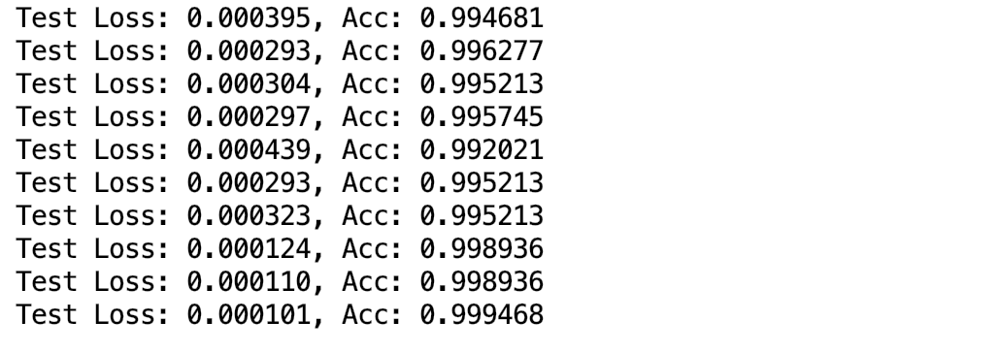 Test Loss: 0.000395, Acc: 0.994681
Test Loss: 0.000293, Acc: 0.996277
Test Loss: 0.000304, Acc: 0.995213
Test Loss: 0.000297, Acc: 0.995745
Test Loss: 0.000439, Acc: 0.992021
Test Loss: 0.000293, Acc: 0.995213
Test Loss: 0.000323, Acc: 0.995213
Test Loss: 0.000124, Acc: 0.998936
Test Loss: 0.000110, Acc: 0.998936
Test Loss: 0.000101, Acc: 0.999468